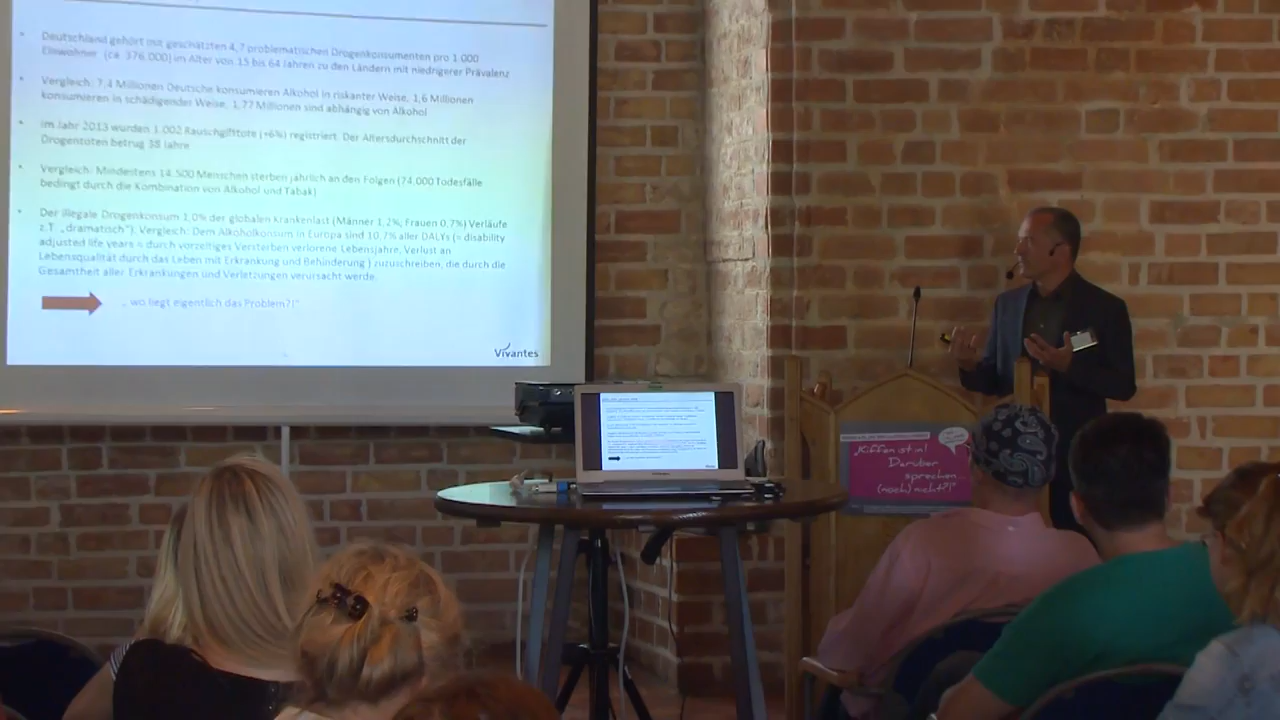 Deutschland gehört mit geschätzten 4,7 problematischen Drogenkonsumenten pro 1.000
Einwohner (ca. 376.000) im Alter von 15 bis 64 Jahren zu den Ländern mit niedrigerer Prävalenz
Vergleich: 7,4 Millionen Deutsche konsumieren Alkohol in riskanter Weise, 1,6 Millionen
konsumieren in schädigender Weise, 1,77 Millionen sind abhängig von Alkohol
Im Jahr 2013 wurden 1.002 Rauschgifttote (+6%) registriert. Der Altersdurchschnitt der
Drogentoten betrug 38 Jahre
Vergleich: Mindestens 14.500 Menschen sterben jährlich an den Folgen (74.000 Todesfälle
bedingt durch die Kombination von Alkohol und Tabak)
Der illegale Drogenkonsum 1,0% der globalen Krankenlast (Männer 1,2%; Frauen 0,7%) Verläufe
z.T. „dramatisch"). Vergleich: Dem Alkoholkonsum in Europa sind 10,7% aller DALYs (= disability
adjusted life years = durch vorzeitiges Versterben verlorene Lebensjahre, Verlust an
Lebensqualität durch das Leben mit Erkrankung und Behinderung ) zuzuschreiben, die durch die
Gesamtheit aller Erkrankungen und Verletzungen verursacht werde.
„ wo liegt eigentlich das Problem?!"
Vivantes
„Kiffen ist in!
Darüber
sprechen...
(noch) nicht?!"